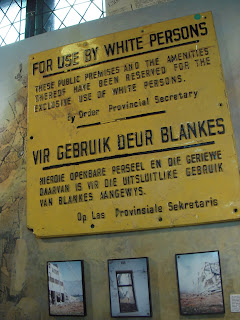 FOR USE BY WHITE PERSONS
THESE PUBLIC PREMISES AND THE AMENITIES
THEREOF HAVE BEEN RESERVED FOR THE
EXCLUSIVE USE OF WHITE PERSONS.
By Order Provincial Secretary
VIR GEBRUIK DEUR BLANKES
HIERDIE OPENBARE PERSEEL EN DIE GERIEWE
DAARVAN IS VIR DIE UITSLUITLIKE GEBRUIK
VAN BLANKES AANGEWYS.
Op Las Provinsiale Sekretaris